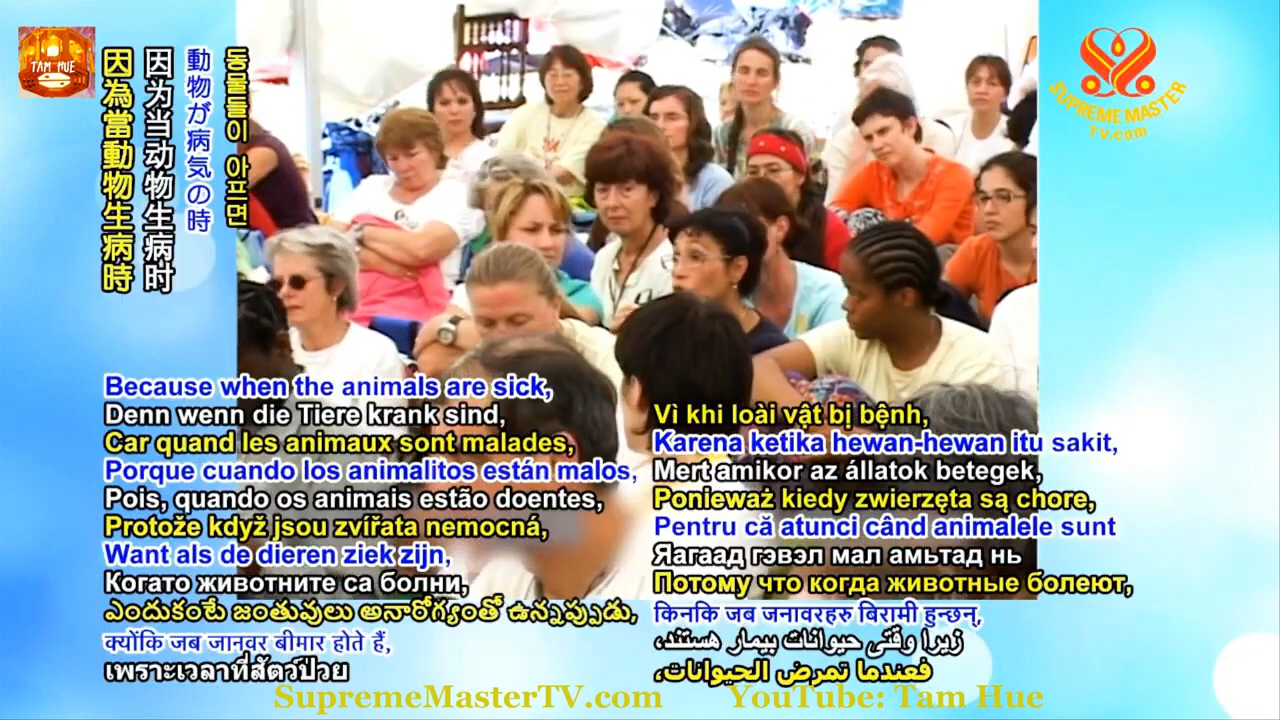 TAM HUE
因為當動物生病時
因为当动物生病时
動物が病気の時
동물들이 아프면
SUPREME MASTER
TV.com
Because when the animals are sick,
Denn wenn die Tiere krank sind,
Car quand les animaux sont malades,
Porque cuando los animalitos están malos,
Pois, quando os animais estão doentes,
Protože když jsou zvířata nemocná,
Want als de dieren ziek zijn,
Когато животните са болни,
ఎందుకంటే జంతువులు అనారోగ్యంతో ఉన్నప్పుడు,
क्योंकि जब जानवर बीमार होते हैं,
เพราะเวลาที่สัตว์ป่วย
Vì khi loài vật bị bệnh,
Karena ketika hewan-hewan itu sakit,
Mert amikor az állatok betegek,
Ponieważ kiedy zwierzęta są chore,
Pentru că atunci când animalele sunt
Яагаад гэвэл мал амьтад нь
Потому что когда животные болеют,
किनकि जब जनावरहरु बिरामी हुन्छन्,
زیرا وقتی حیوانات بیمار هستند،
فعندما تمرض الحيوانات،
SupremeMasterTV.com
YouTube: Tam Hue